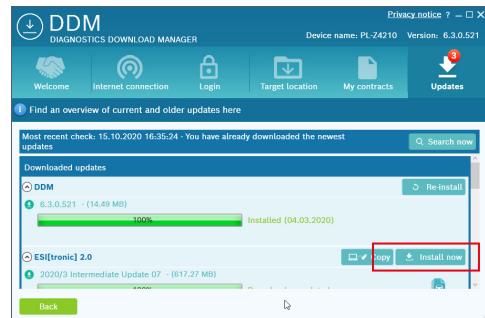 DDM
DIAGNOSTICS DOWNLOAD MANAGER
Privacy notice ? – □ ×
Device name: PL-Z4210 Version: 6.3.0.521
Welcome
Internet connection
Login
Target location
My contracts
3
Updates
Find an overview of current and older updates here
Most recent check: 15.10.2020 16:35:24 - You have already downloaded the newest
updates
Search now
Downloaded updates
DDM
Re-install
6.3.0.521 - (14.49 MB)
100%
Installed (04.03.2020)
ESI[tronic] 2.0
Copy
Install now
2020/3 Intermediate Update 07 - (617.27 MB)
Back